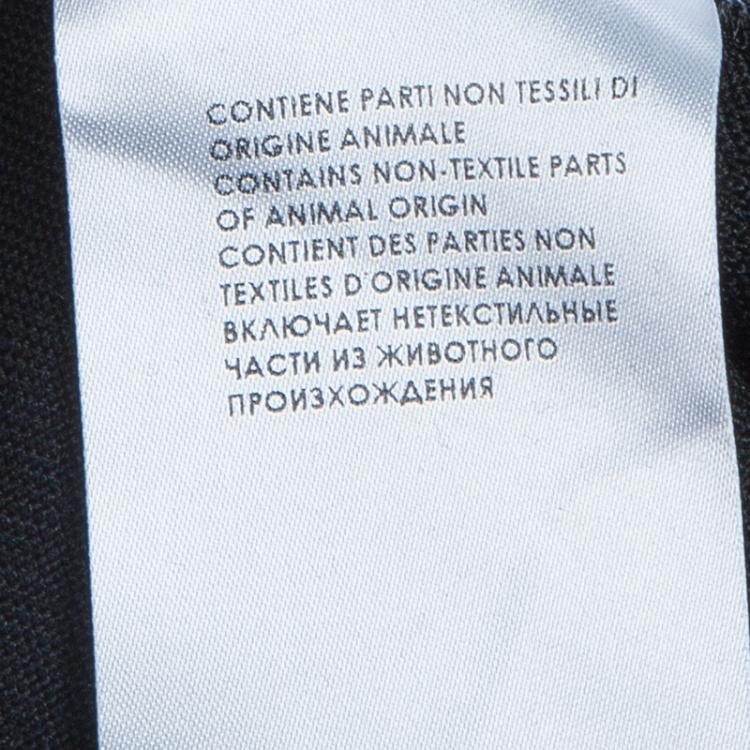 CONTIENE PARTI NON TESSILI DI
ORIGINE ANIMALE
CONTAINS NON-TEXTILE PARTS
OF ANIMAL ORIGIN
CONTIENT DES PARTIES NON
TEXTILES D'ORIGINE ANIMALE
ВКЛЮЧАЕТ НЕТЕКСТИЛЬНЫЕ
ЧАСТИ ИЗ ЖИВОТНОГО
ПРОИЗХОЖДЕНИЯ